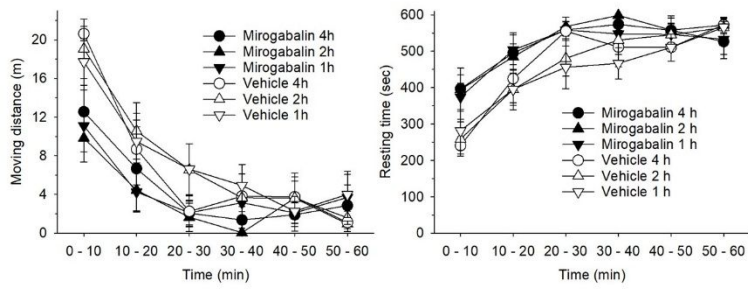 Moving distance (m)
20
16
12
8
4
0
Mirogabalin 4h
Mirogabalin 2h
Mirogabalin 1h
Vehicle 4h
Vehicle 2h
Vehicle 1h
0 - 10 10 - 20 20 - 30 30 - 40 40 - 50 50 - 60
Time (min)
Resting time (sec)
600
500
400
300
200
100
0
Mirogabalin 4 h
Mirogabalin 2 h
Mirogabalin 1 h
Vehicle 4 h
Vehicle 2 h
Vehicle 1 h
0 - 10 10 - 20 20 - 30 30 - 40 40 - 50 50 - 60
Time (min)